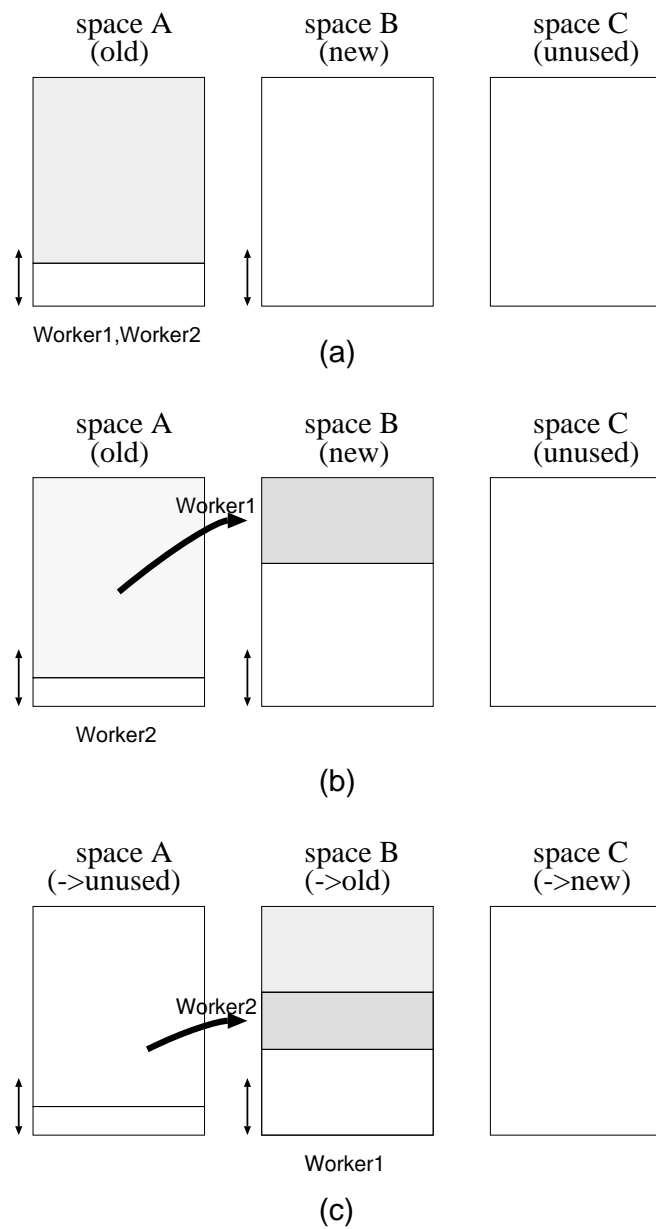 space A
(old)
space B
(new)
space C
(unused)
Worker1,Worker2
(a)
space A
(old)
space B
(new)
space C
(unused)
Worker1
Worker2
(b)
space A
(->unused)
space B
(->old)
space C
(->new)
Worker2
Worker1
(c)